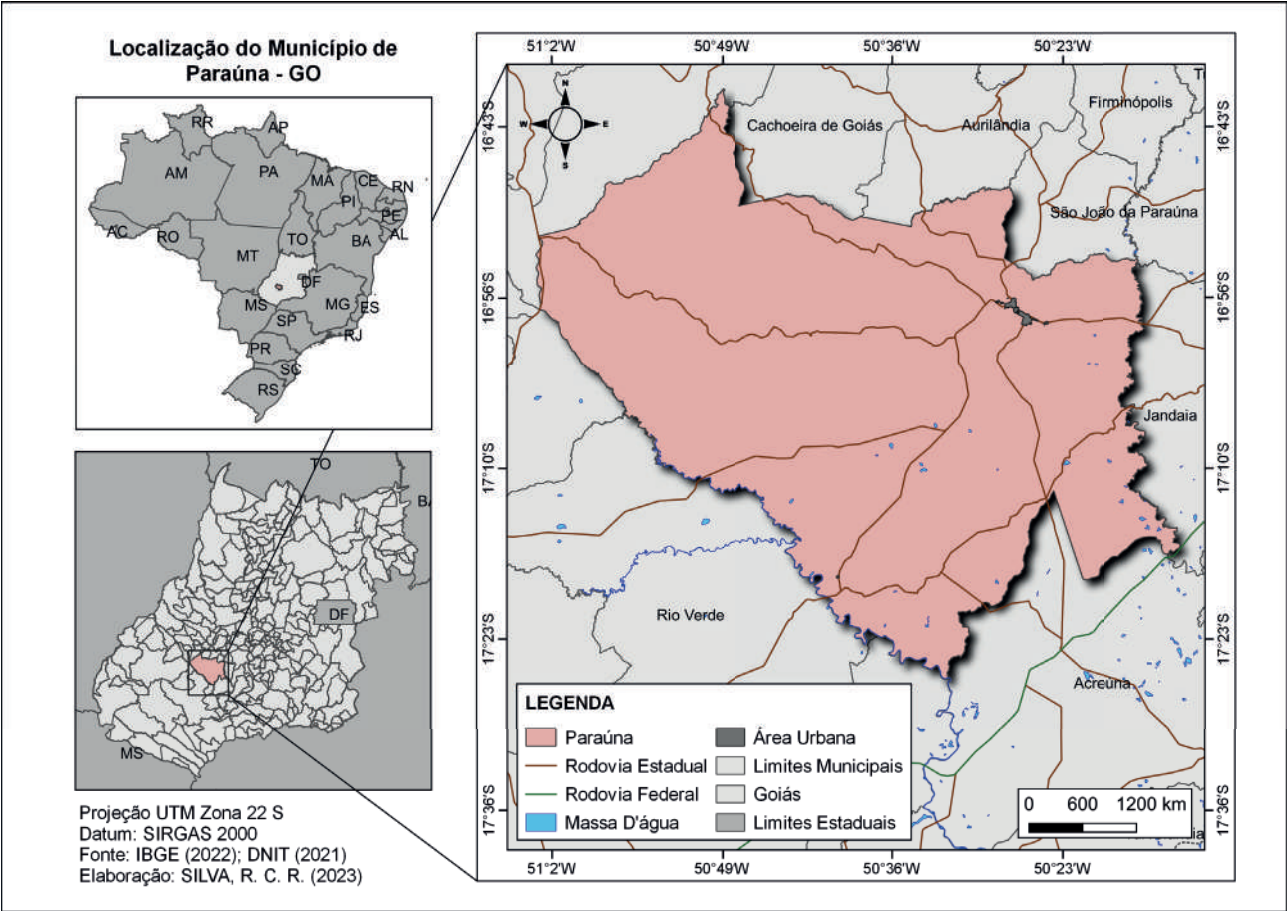 Localização do Município de
Paraúna - GO
RR
AP
AM
PA
MA
CE
RN
PI
PE
AC
RO
TO
BA
AL
MT
DF
MS
MG
ES
SP
RJ
PR
SC
RS
TO
DF
MS
Projeção UTM Zona 22 S
Datum: SIRGAS 2000
Fonte: IBGE (2022); DNIT (2021)
Elaboração: SILVA, R. C. R. (2023)
51°2'W 50°49'W 50°36'W 50°23'W
16°43'S
16°56'S
17°10'S
17°23'S
17°36'S
N
W E
S
Cachoeira de Goiás
Aurilândia
Firminópolis
São João da Paraúna
Jandaia
Rio Verde
Acreúna
16°43'S
16°56'S
17°10'S
17°23'S
17°36'S
LEGENDA
Paraúna
Rodovia Estadual
Rodovia Federal
Massa D'água
Área Urbana
Limites Municipais
Goiás
Limites Estaduais
0 600 1200 km
51°2'W 50°49'W 50°36'W 50°23'W